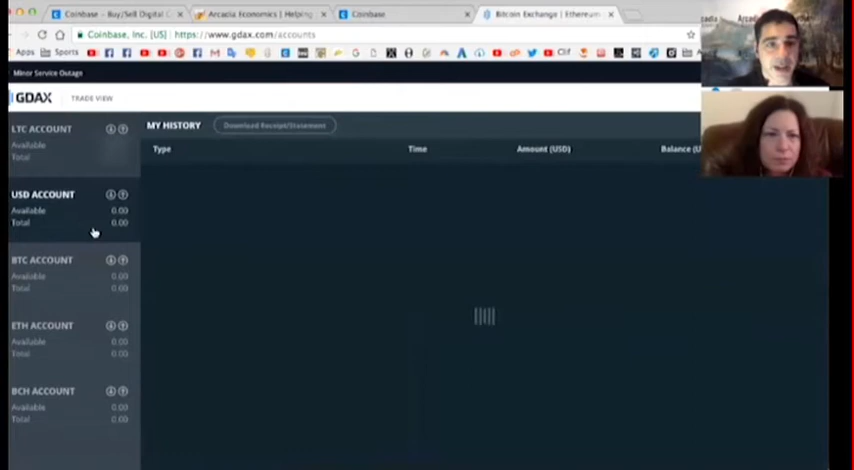 Coinbase – Buy/Sell Digital C
Arcadia Economics | Helping
Coinbase
Bitcoin Exchange | Ethereum
Coinbase, Inc. [US] https://www.gdax.com/accounts
Apps
Sports
Clif
Minor Service Outage
GDAX
TRADE VIEW
LTC ACCOUNT
Available
Total
USD ACCOUNT
Available 0.00
Total 0.00
BTC ACCOUNT
Available 0.00
Total 0.00
ETH ACCOUNT
Available 0.00
Total 0.00
BCH ACCOUNT
Available 0.00
Total 0.00
MY HISTORY
Download Receipt/Statement
Type Time Amount (USD) Balance (U